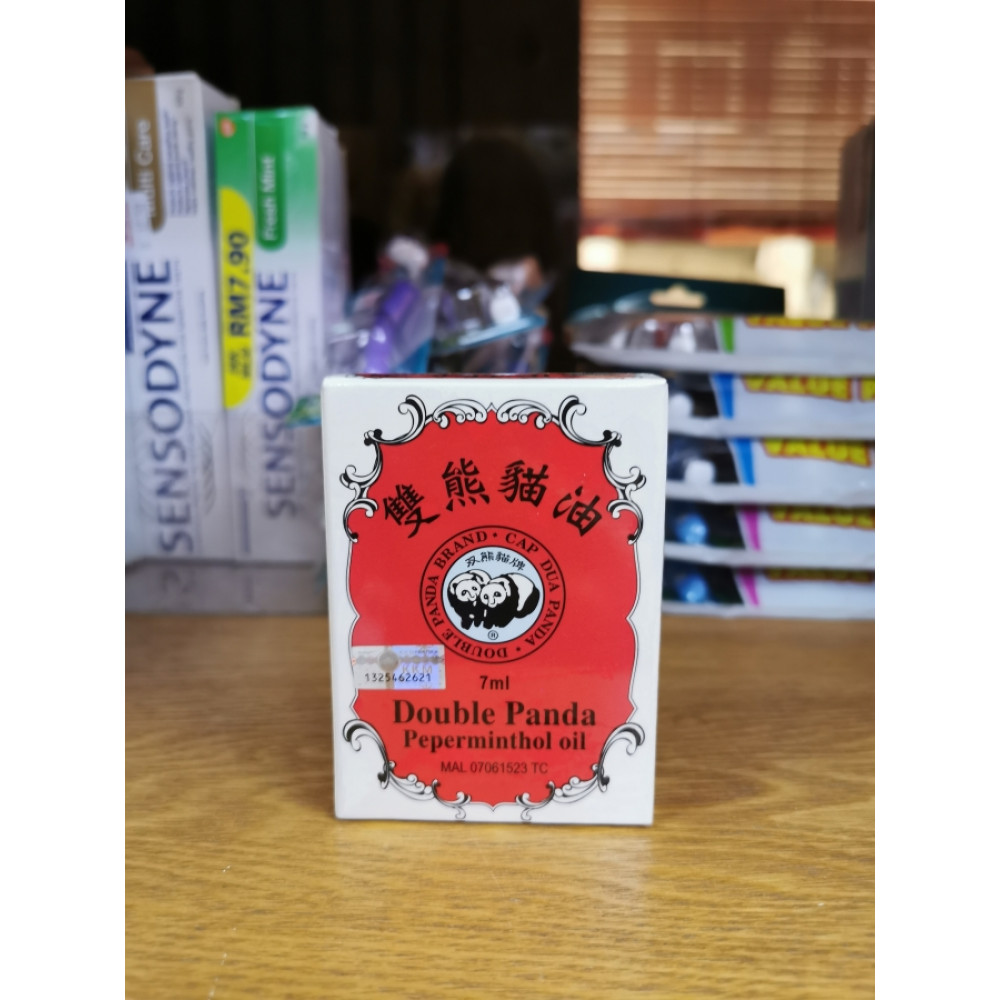 雙熊貓油
DOUBLE PANDA BRAND • CAP DUA PANDA •
双熊貓牌
®
1325462621
7ml
Double Panda
Peperminthol oil
MAL 07061523 TC
Multi Care
SENSODYNE
RM7.90
Fresh Mint
SENSODYNE
VALUE
VALUE
VALUE
VALUE